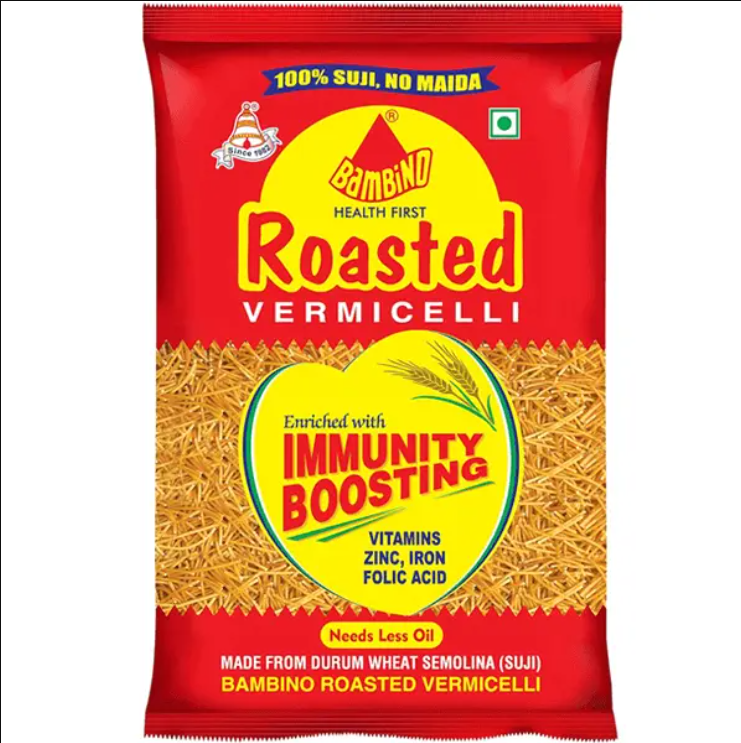 100% SUJI, NO MAIDA
®
®
Since 1982
BAMBINO
HEALTH FIRST
Roasted
VERMICELLI
Enriched with
IMMUNITY
BOOSTING
VITAMINS
ZINC, IRON
FOLIC ACID
Needs Less Oil
MADE FROM DURUM WHEAT SEMOLINA (SUJI)
BAMBINO ROASTED VERMICELLI